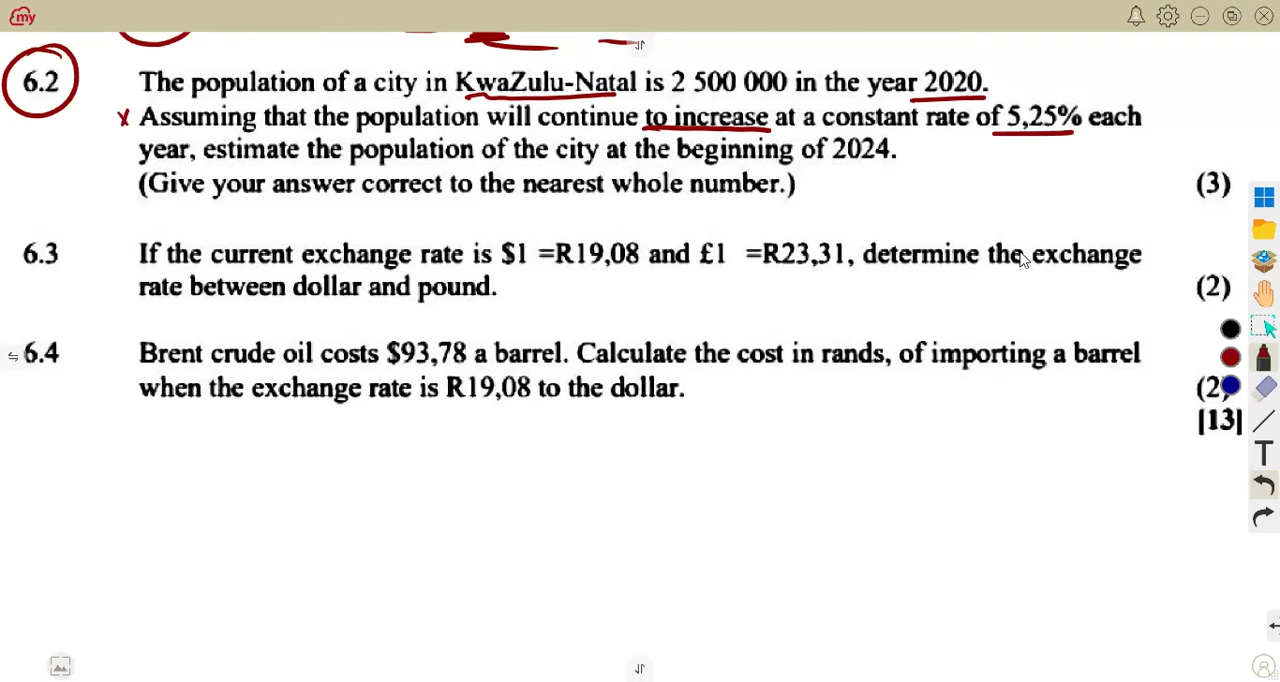 my
6.2 The population of a city in KwaZulu-Natal is 2 500 000 in the year 2020.
x Assuming that the population will continue to increase at a constant rate of 5,25% each
year, estimate the population of the city at the beginning of 2024.
(Give your answer correct to the nearest whole number.) (3)
6.3 If the current exchange rate is $1 =R19,08 and £1 =R23,31, determine the exchange
rate between dollar and pound. (2)
6.4 Brent crude oil costs $93,78 a barrel. Calculate the cost in rands, of importing a barrel
when the exchange rate is R19,08 to the dollar. (2)
[13]
T